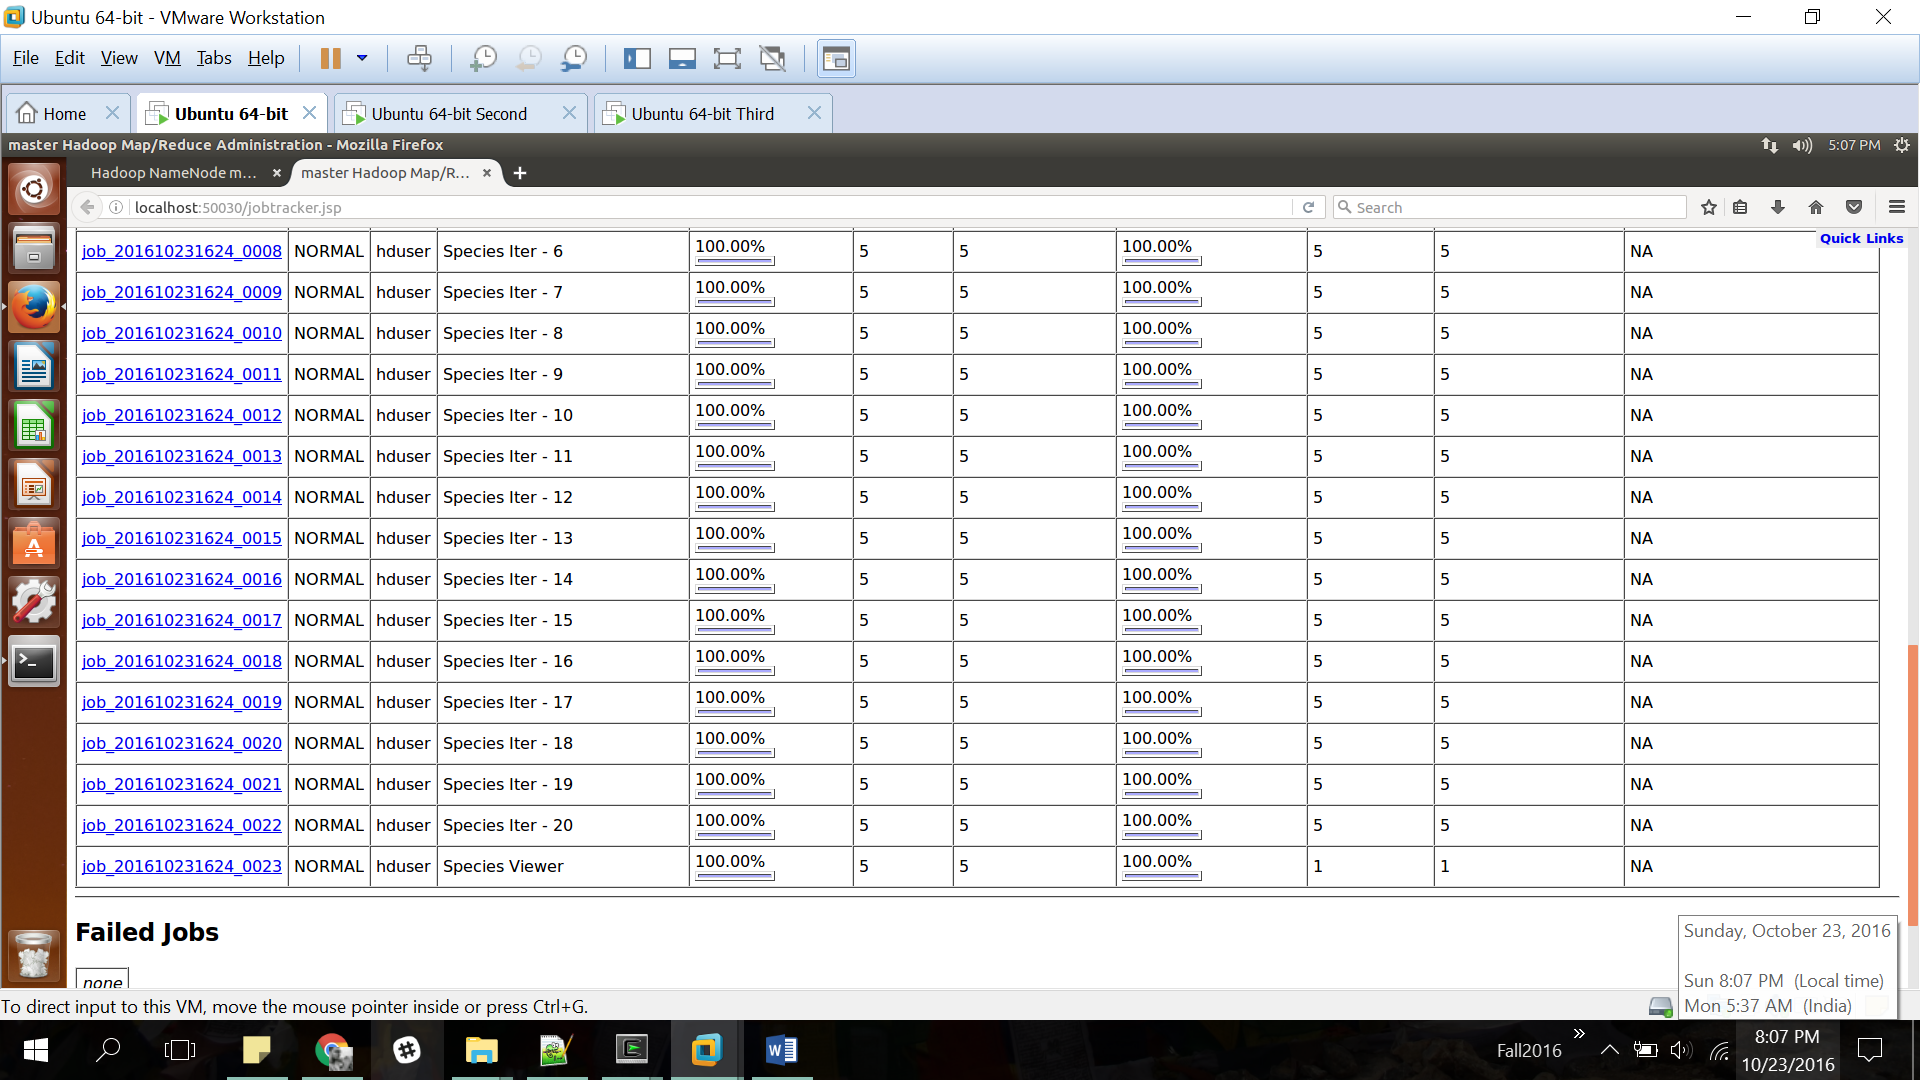 Ubuntu 64-bit - VMware Workstation
File Edit View VM Tabs Help
Home Ubuntu 64-bit Ubuntu 64-bit Second Ubuntu 64-bit Third
master Hadoop Map/Reduce Administration - Mozilla Firefox 5:07 PM
Hadoop NameNode m... master Hadoop Map/R...
localhost:50030/jobtracker.jsp Search
Quick Links
job_201610231624_0008 NORMAL hduser Species Iter - 6 100.00% 5 5 100.00% 5 5 NA
job_201610231624_0009 NORMAL hduser Species Iter - 7 100.00% 5 5 100.00% 5 5 NA
job_201610231624_0010 NORMAL hduser Species Iter - 8 100.00% 5 5 100.00% 5 5 NA
job_201610231624_0011 NORMAL hduser Species Iter - 9 100.00% 5 5 100.00% 5 5 NA
job_201610231624_0012 NORMAL hduser Species Iter - 10 100.00% 5 5 100.00% 5 5 NA
job_201610231624_0013 NORMAL hduser Species Iter - 11 100.00% 5 5 100.00% 5 5 NA
job_201610231624_0014 NORMAL hduser Species Iter - 12 100.00% 5 5 100.00% 5 5 NA
job_201610231624_0015 NORMAL hduser Species Iter - 13 100.00% 5 5 100.00% 5 5 NA
job_201610231624_0016 NORMAL hduser Species Iter - 14 100.00% 5 5 100.00% 5 5 NA
job_201610231624_0017 NORMAL hduser Species Iter - 15 100.00% 5 5 100.00% 5 5 NA
job_201610231624_0018 NORMAL hduser Species Iter - 16 100.00% 5 5 100.00% 5 5 NA
job_201610231624_0019 NORMAL hduser Species Iter - 17 100.00% 5 5 100.00% 5 5 NA
job_201610231624_0020 NORMAL hduser Species Iter - 18 100.00% 5 5 100.00% 5 5 NA
job_201610231624_0021 NORMAL hduser Species Iter - 19 100.00% 5 5 100.00% 5 5 NA
job_201610231624_0022 NORMAL hduser Species Iter - 20 100.00% 5 5 100.00% 5 5 NA
job_201610231624_0023 NORMAL hduser Species Viewer 100.00% 5 5 100.00% 1 1 NA
Failed Jobs
none
Sunday, October 23, 2016
Sun 8:07 PM (Local time)
Mon 5:37 AM (India)
To direct input to this VM, move the mouse pointer inside or press Ctrl+G.
Fall2016 8:07 PM
10/23/2016